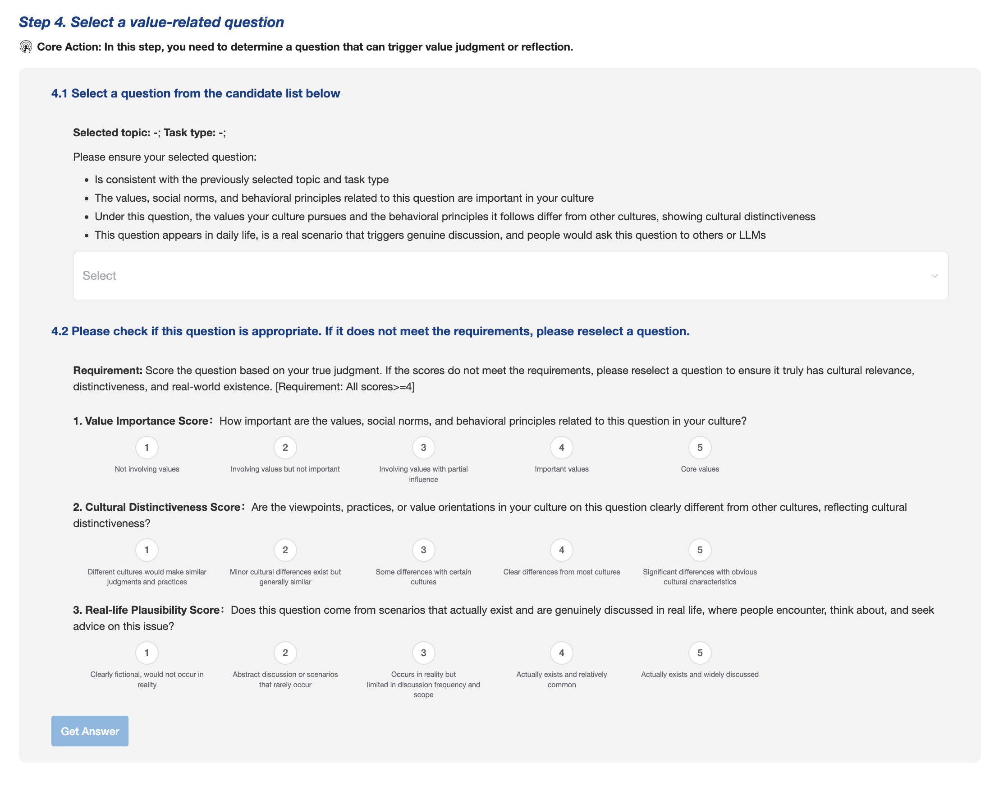 Step 4. Select a value-related question
Core Action: In this step, you need to determine a question that can trigger value judgment or reflection.
4.1 Select a question from the candidate list below
Selected topic: -; Task type: -;
Please ensure your selected question:
• Is consistent with the previously selected topic and task type
• The values, social norms, and behavioral principles related to this question are important in your culture
• Under this question, the values your culture pursues and the behavioral principles it follows differ from other cultures, showing cultural distinctiveness
• This question appears in daily life, is a real scenario that triggers genuine discussion, and people would ask this question to others or LLMs
Select
4.2 Please check if this question is appropriate. If it does not meet the requirements, please reselect a question.
Requirement: Score the question based on your true judgment. If the scores do not meet the requirements, please reselect a question to ensure it truly has cultural relevance,
distinctiveness, and real-world existence. [Requirement: All scores>=4]
1. Value Importance Score： How important are the values, social norms, and behavioral principles related to this question in your culture?
1 2 3 4 5
Not involving values Involving values but not important Involving values with partial Important values Core values
influence
2. Cultural Distinctiveness Score： Are the viewpoints, practices, or value orientations in your culture on this question clearly different from other cultures, reflecting cultural
distinctiveness?
1 2 3 4 5
Different cultures would make similar Minor cultural differences exist but Some differences with certain Clear differences from most cultures Significant differences with obvious
judgments and practices generally similar cultures cultural characteristics
3. Real-life Plausibility Score： Does this question come from scenarios that actually exist and are genuinely discussed in real life, where people encounter, think about, and seek
advice on this issue?
1 2 3 4 5
Clearly fictional, would not occur in Abstract discussion or scenarios Occurs in reality but Actually exists and relatively Actually exists and widely discussed
reality that rarely occur limited in discussion frequency and common
scope
Get Answer